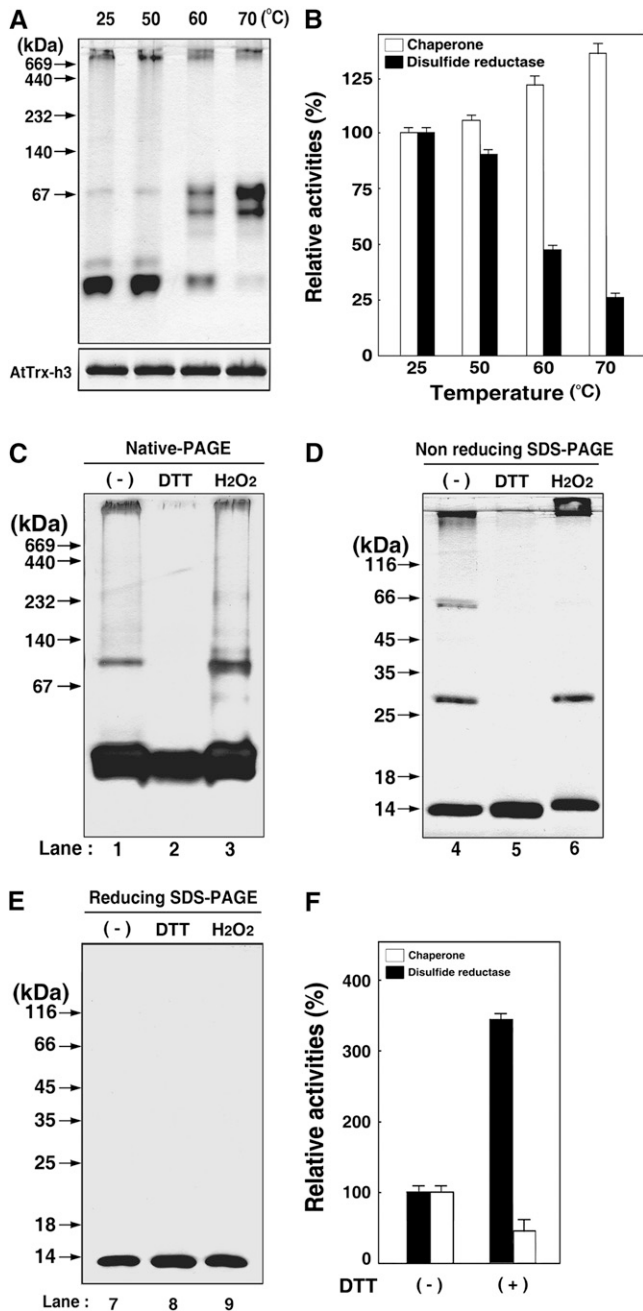 A
25 50 60 70 (°C)
(kDa)
669
440
232
140
67
AtTrx-h3
B
Chaperone
Disulfide reductase
Relative activities (%)
125
100
50
25
0
25 50 60 70
Temperature (°C)
C
Native-PAGE
(-) DTT H2O2
(kDa)
669
440
232
140
67
Lane : 1 2 3
D
Non reducing SDS-PAGE
(-) DTT H2O2
(kDa)
116
66
45
35
25
18
14
4 5 6
E
Reducing SDS-PAGE
(-) DTT H2O2
(kDa)
116
66
45
35
25
18
14
Lane : 7 8 9
F
Chaperone
Disulfide reductase
Relative activities (%)
400
350
300
100
50
0
DTT (-) (+)